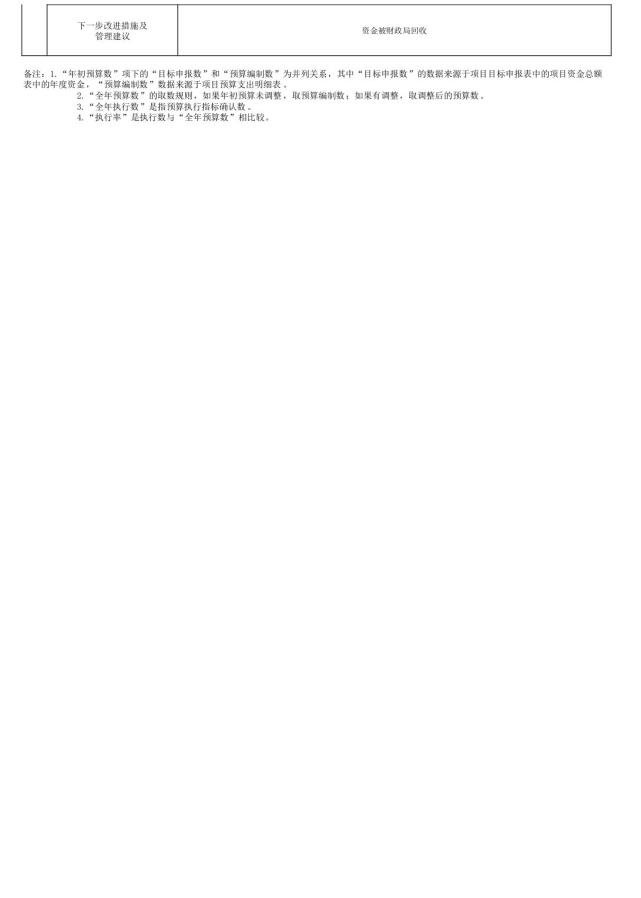 下一步改进措施及
管理建议
资金被财政局回收
备注：1.“年初预算数”项下的“目标申报数”和“预算编制数”为并列关系，其中“目标申报数”的数据来源于项目目标申报表中的项目资金总额
表中的年度资金，“预算编制数”数据来源于项目预算支出明细表。
2.“全年预算数”的取数规则，如果年初预算未调整，取预算编制数；如果有调整，取调整后的预算数。
3.“全年执行数”是指预算执行指标确认数。
4.“执行率”是执行数与“全年预算数”相比较。